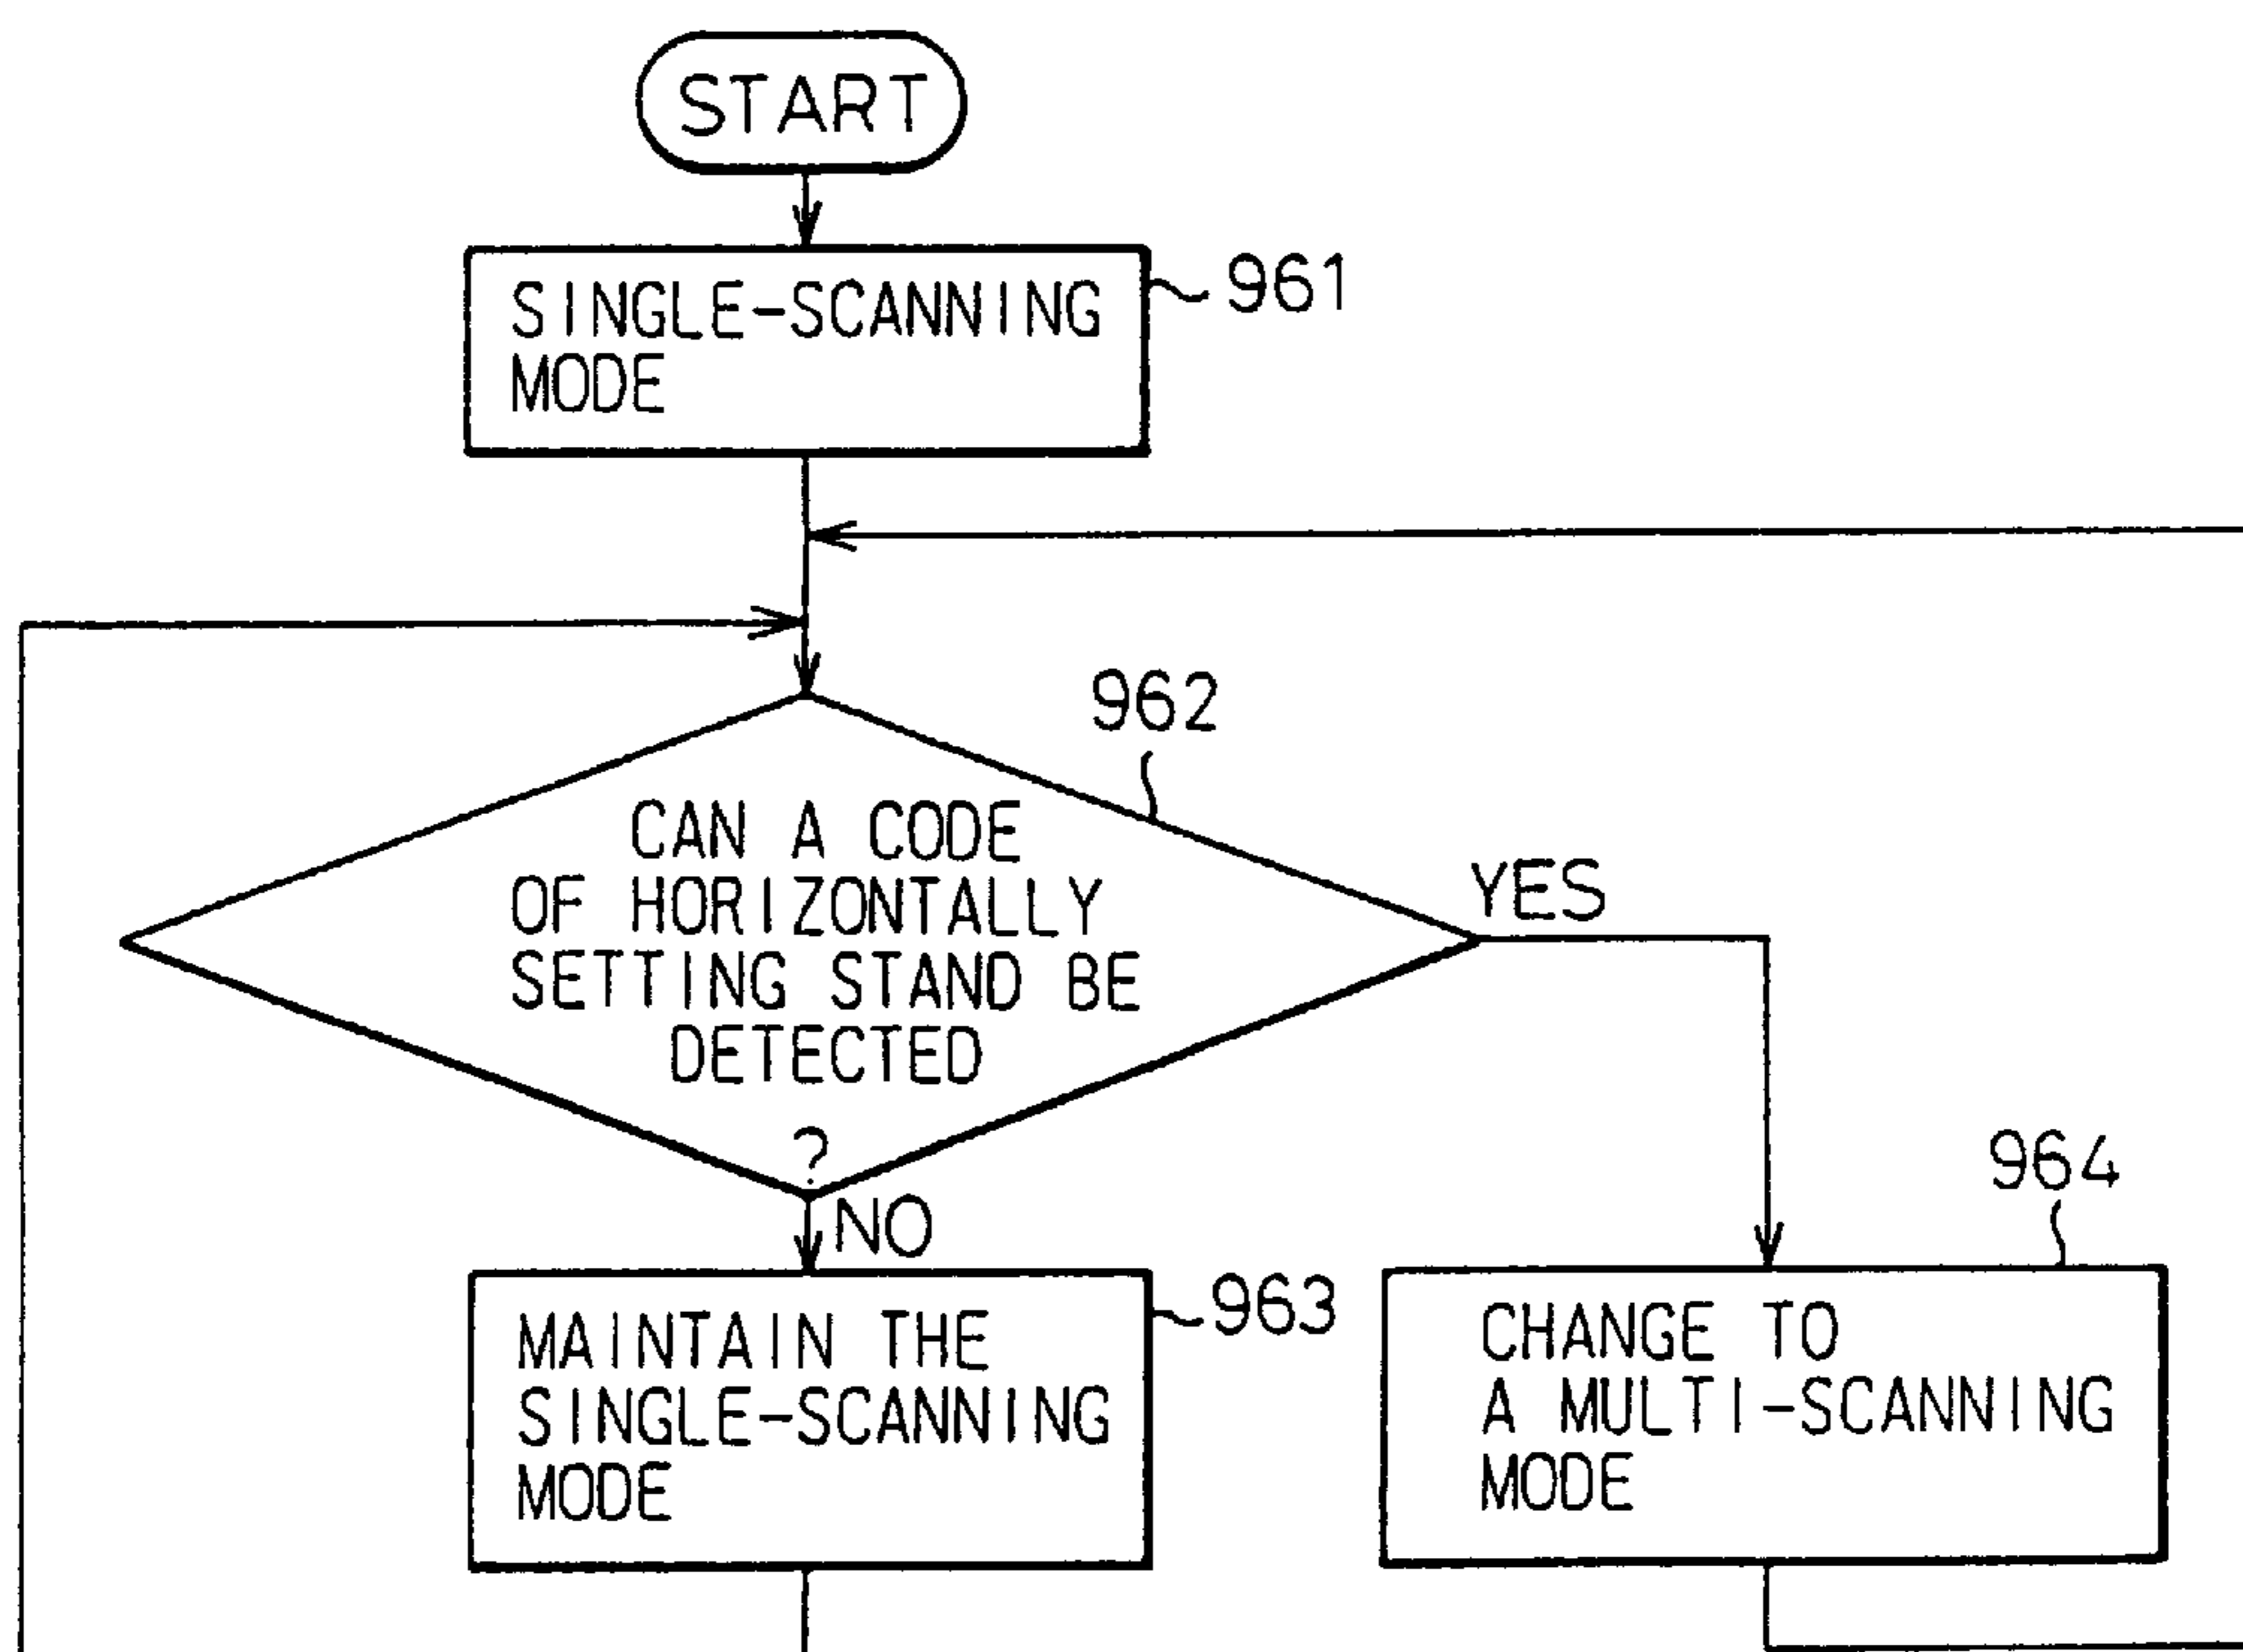 START
SINGLE-SCANNING
MODE
961
962
CAN A CODE
OF HORIZONTALLY
SETTING STAND BE
DETECTED
?
YES
NO
MAINTAIN THE
SINGLE-SCANNING
MODE
963
964
CHANGE TO
A MULTI-SCANNING
MODE